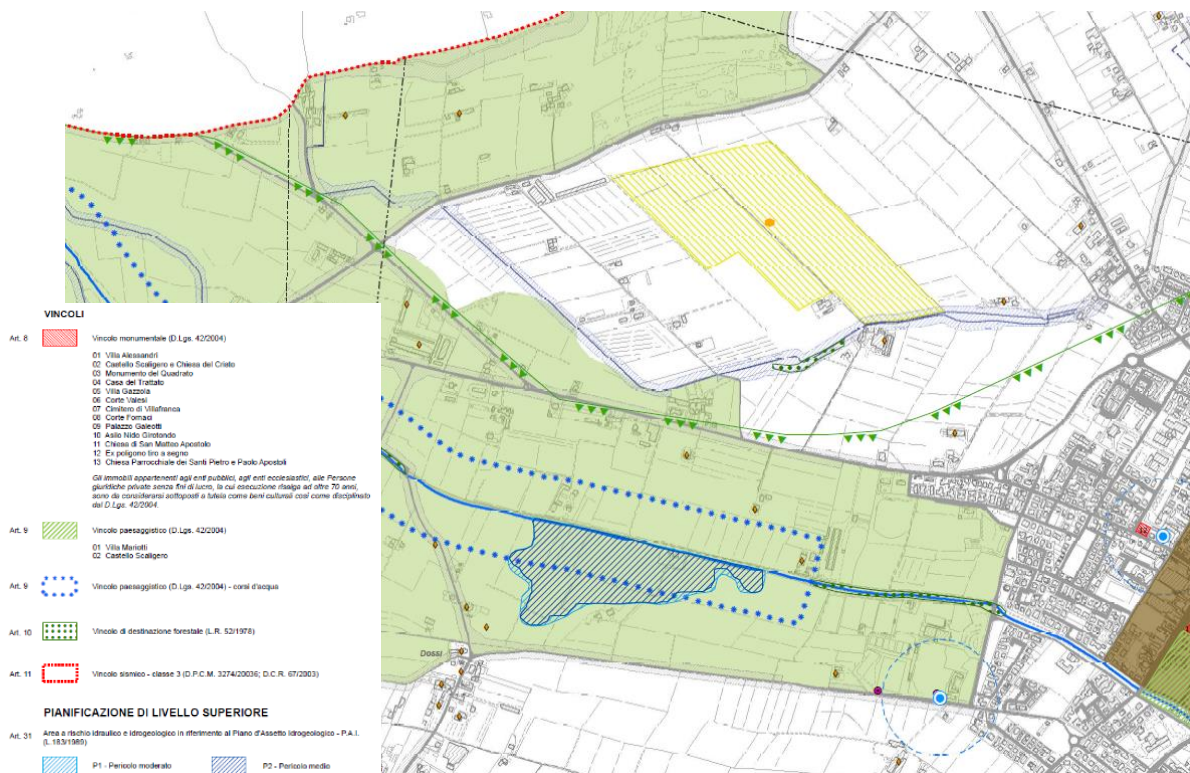 VINCOLI
Art. 8 Vincolo monumentale (D.Lgs. 42/2004)
01 Villa Alessandri
02 Castello Scaligero e Chiesa del Cristo
03 Monumento del Quadrato
04 Casa del Trattato
05 Villa Gazzola
06 Corte Valesi
07 Cimitero di Villafranca
08 Corte Fornaci
09 Palazzo Galeotti
10 Asilo Nido Girotondo
11 Chiesa di San Matteo Apostolo
12 Ex poligono tiro a segno
13 Chiesa Parrocchiale dei Santi Pietro e Paolo Apostoli
Gli immobili appartenenti agli enti pubblici, agli enti ecclesiastici, alle Persone
giuridiche private senza fini di lucro, la cui esecuzione risalga ad oltre 70 anni,
sono da considerarsi sottoposti a tutela come beni culturali così come disciplinato
dal D.Lgs. 42/2004.
Art. 9 Vincolo paesaggistico (D.Lgs. 42/2004)
01 Villa Mariotti
02 Castello Scaligero
Art. 9 Vincolo paesaggistico (D.Lgs. 42/2004) - corsi d'acqua
Art. 10 Vincolo di destinazione forestale (L.R. 52/1978)
Art. 11 Vincolo sismico - classe 3 (D.P.C.M. 3274/20036; D.C.R. 67/2003)
PIANIFICAZIONE DI LIVELLO SUPERIORE
Art. 31 Area a rischio idraulico e idrogeologico in riferimento al Piano d'Assetto Idrogeologico - P.A.I.
(L.183/1989)
P1 - Pericolo moderato P2 - Pericolo medio
Dossi